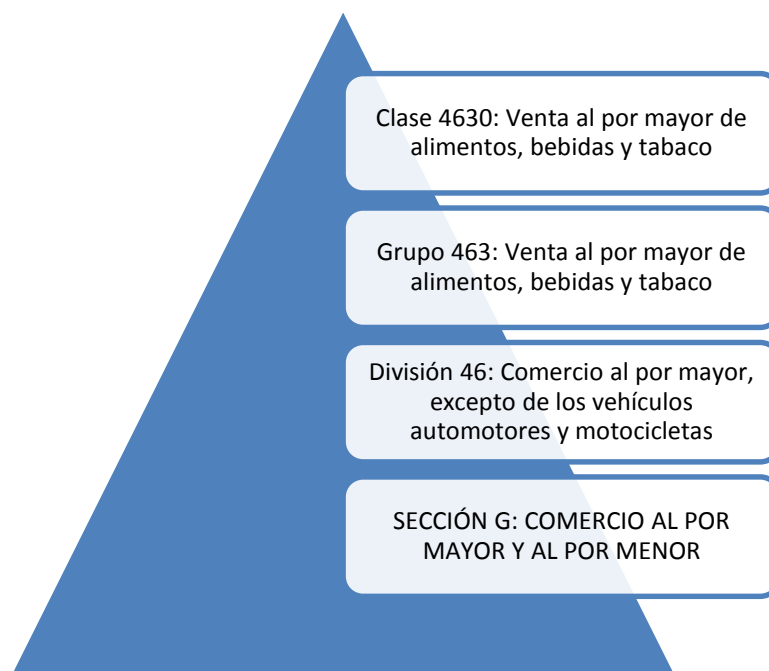 Clase 4630: Venta al por mayor de
alimentos, bebidas y tabaco
Grupo 463: Venta al por mayor de
alimentos, bebidas y tabaco
División 46: Comercio al por mayor,
excepto de los vehículos
automotores y motocicletas
SECCIÓN G: COMERCIO AL POR
MAYOR Y AL POR MENOR